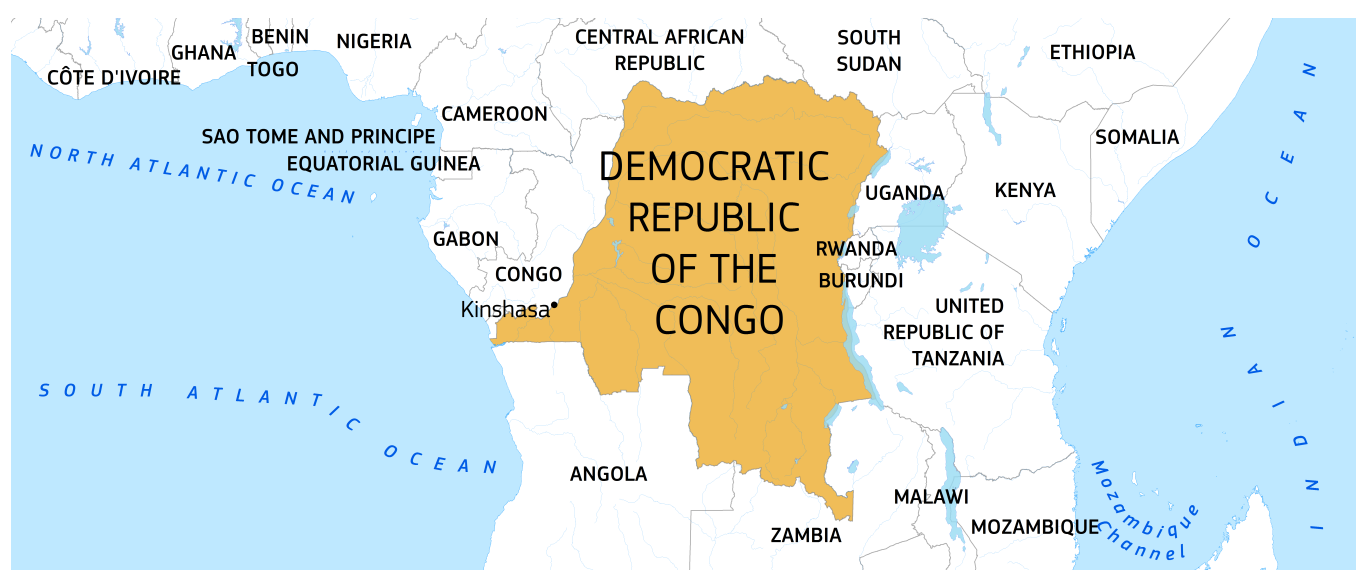 BENIN
NIGERIA
GHANA
TOGO
CÔTE D'IVOIRE
CENTRAL AFRICAN
REPUBLIC
SOUTH
SUDAN
ETHIOPIA
CAMEROON
SOMALIA
SAO TOME AND PRINCIPE
EQUATORIAL GUINEA
NORTH ATLANTIC OCEAN
DEMOCRATIC
REPUBLIC
OF THE
CONGO
UGANDA
KENYA
GABON
CONGO
Kinshasa
RWANDA
BURUNDI
UNITED
REPUBLIC OF
TANZANIA
INDIAN OCEAN
SOUTH ATLANTIC OCEAN
ANGOLA
ZAMBIA
MALAWI
MOZAMBIQUE
Mozambique
Channel